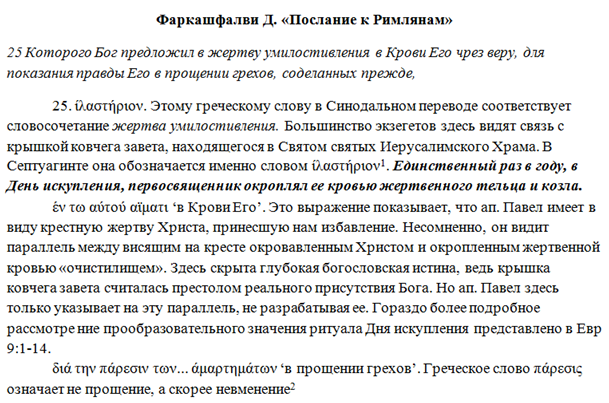 Фаркашфалви Д. «Послание к Римлянам»
25 Которого Бог предложил в жертву умилостивления в Крови Его чрез веру, для
показания правды Его в прощении грехов, соделанных прежде,
25. ἱλαστήριον. Этому греческому слову в Синодальном переводе соответствует
словосочетание жертва умилостивления. Большинство экзегетов здесь видят связь с
крышкой ковчега завета, находящегося в Святом святых Иерусалимского Храма. В
Септуагинте она обозначается именно словом ἱλαστήριον1. Единственный раз в году, в
День искупления, первосвященник окроплял ее кровью жертвенного тельца и козла.
ἐν τω αὐτού αἵματι ‘в Крови Его’. Это выражение показывает, что ап. Павел имеет в
виду крестную жертву Христа, принесшую нам избавление. Несомненно, он видит
параллель между висящим на кресте окровавленным Христом и окропленным жертвенной
кровью «очистилищем». Здесь скрыта глубокая богословская истина, ведь крышка
ковчега завета считалась престолом реального присутствия Бога. Но ап. Павел здесь
только указывает на эту параллель, не разрабатывая ее. Гораздо более подробное
рассмотре ние прообразовательного значения ритуала Дня искупления представлено в Евр
9:1-14.
διά την πάρεσιν των... ἁμαρτημάτων ‘в прощении грехов’. Греческое слово πάρεσις
означает не прощение, а скорее невменение2